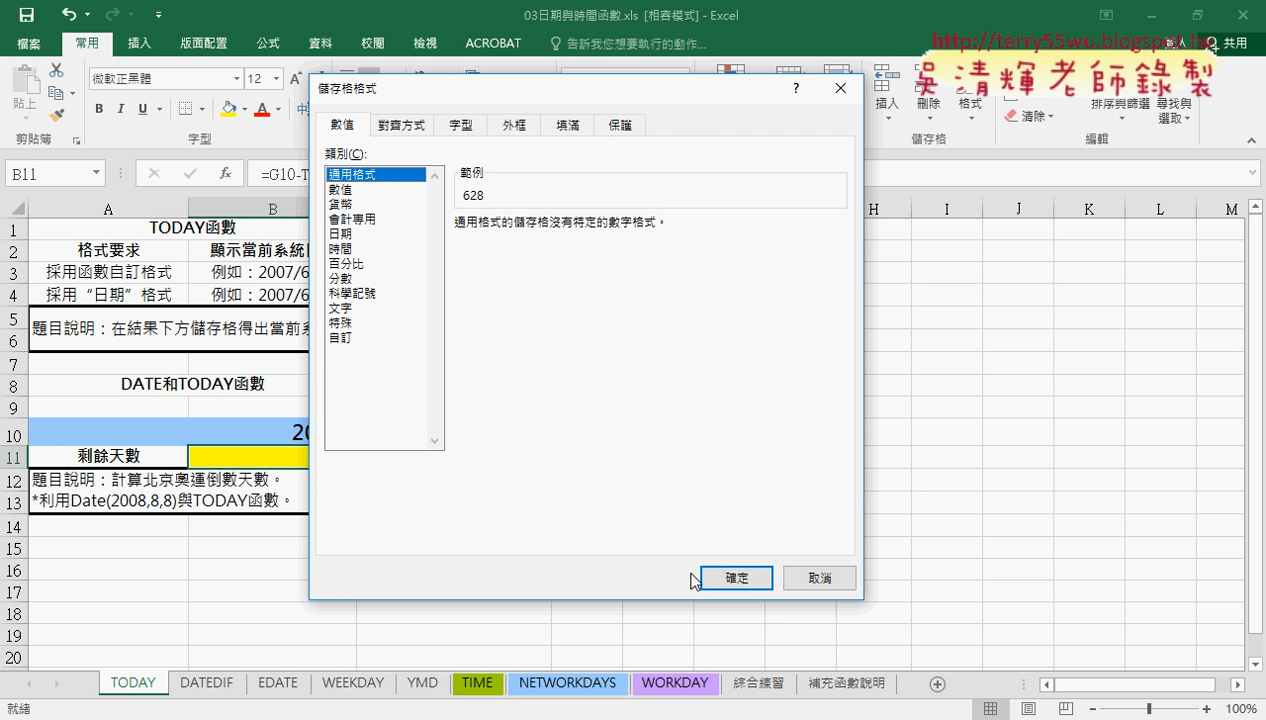 03日期與時間函數.xls [相容模式] - Excel
檔案 常用 插入 版面配置 公式 資料 校閱 檢視 ACROBAT 告訴我您想要執行的動作... 共用
http://terry55wu.blogspot.tw
吳清輝老師錄製
貼上 微軟正黑體 12 B I U A 插入 刪除 格式 清除 排序與篩選 尋找與選取
剪貼簿 字型 儲存格 編輯
B11 fx =G10-T
儲存格格式 ?
數值 對齊方式 字型 外框 填滿 保護
類別(C):
通用格式
數值
貨幣
會計專用
日期
時間
百分比
分數
科學記號
文字
特殊
自訂
範例
628
通用格式的儲存格沒有特定的數字格式。
確定 取消
A B H I J K L M
1 TODAY函數
2 格式要求 顯示當前系統
3 採用函數自訂格式 例如：2007/6
4 採用“日期”格式 例如：2007/6
5
6
題目說明：在結果下方儲存格得出當前系
7
8 DATE和TODAY函數
9
10 20
11 剩餘天數
12 題目說明：計算北京奧運倒數天數。
13 *利用Date(2008,8,8)與TODAY函數。
14
15
16
17
18
19
20
TODAY DATEDIF EDATE WEEKDAY YMD TIME NETWORKDAYS WORKDAY 綜合練習 補充函數說明
就緒 100%